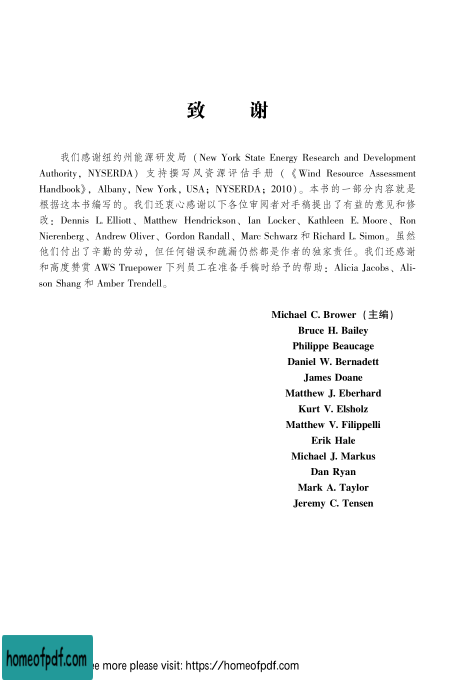 致 谢
我们感谢纽约州能源研发局（New York State Energy Research and Development
Authority, NYSERDA）支持撰写风资源评估手册（《Wind Resource Assessment
Handbook》, Albany, New York, USA; NYSERDA; 2010）。本书的一部分内容就是
根据这本书编写的。我们还衷心感谢以下各位审阅者对手稿提出了有益的意见和修
改：Dennis L. Elliott、Matthew Hendrickson、Ian Locker、Kathleen E. Moore、Ron
Nierenberg、Andrew Oliver、Gordon Randall、Marc Schwarz 和 Richard L. Simon。虽然
他们付出了辛勤的劳动，但任何错误和疏漏仍然都是作者的独家责任。我们还感谢
和高度赞赏 AWS Truepower 下列员工在准备手稿时给予的帮助：Alicia Jacobs、Ali-
son Shang 和 Amber Trendell。
Michael C. Brower（主编）
Bruce H. Bailey
Philippe Beaucage
Daniel W. Bernadett
James Doane
Matthew J. Eberhard
Kurt V. Elsholz
Matthew V. Filippelli
Erik Hale
Michael J. Markus
Dan Ryan
Mark A. Taylor
Jeremy C. Tensen
homeofpdf.com
e more please visit: https://homeofpdf.com